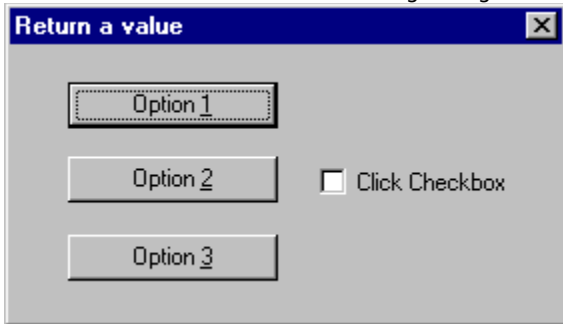 Return a value
Option 1
Option 2
Click Checkbox
Option 3